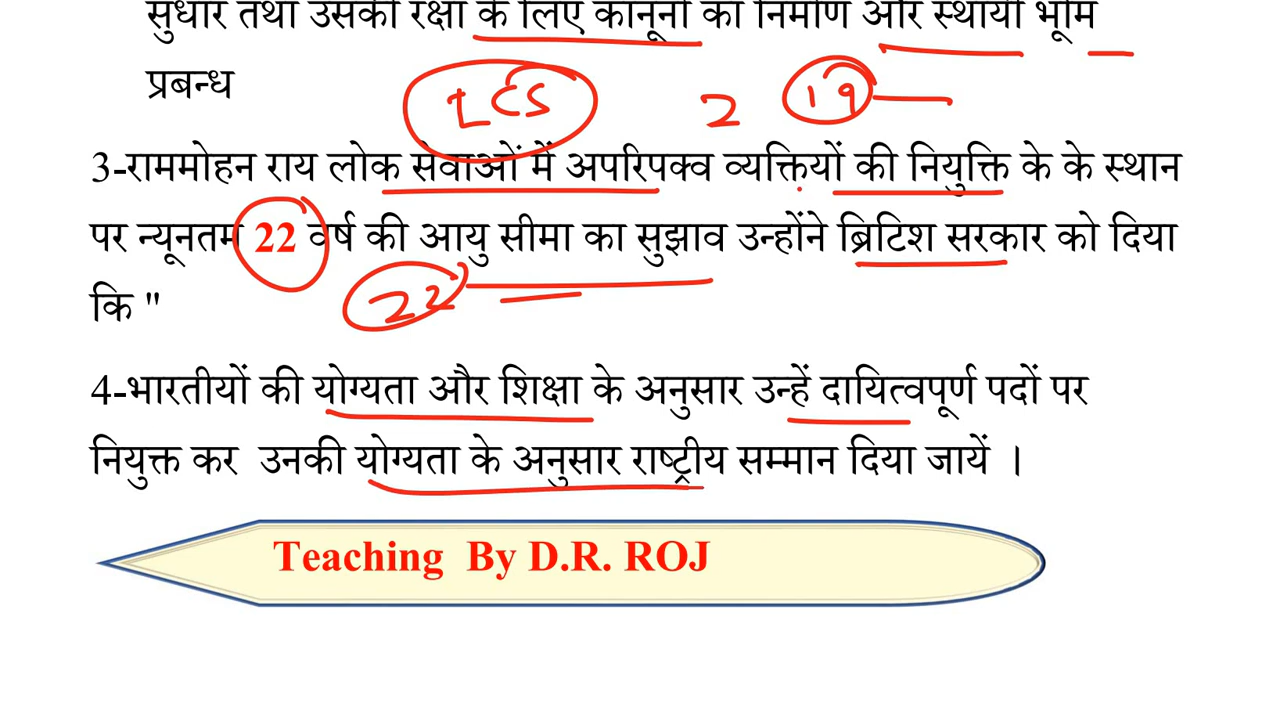 सुधार तथा उसकी रक्षा के लिए कानूनों का निर्माण और स्थायी भूमि
प्रबन्ध
ICS 2 19
3-राममोहन राय लोक सेवाओं में अपरिपक्व व्यक्तियों की नियुक्ति के के स्थान
पर न्यूनतम 22 वर्ष की आयु सीमा का सुझाव उन्होंने ब्रिटिश सरकार को दिया
कि "
22
4-भारतीयों की योग्यता और शिक्षा के अनुसार उन्हें दायित्वपूर्ण पदों पर
नियुक्त कर उनकी योग्यता के अनुसार राष्ट्रीय सम्मान दिया जायें ।
Teaching By D.R. ROJ